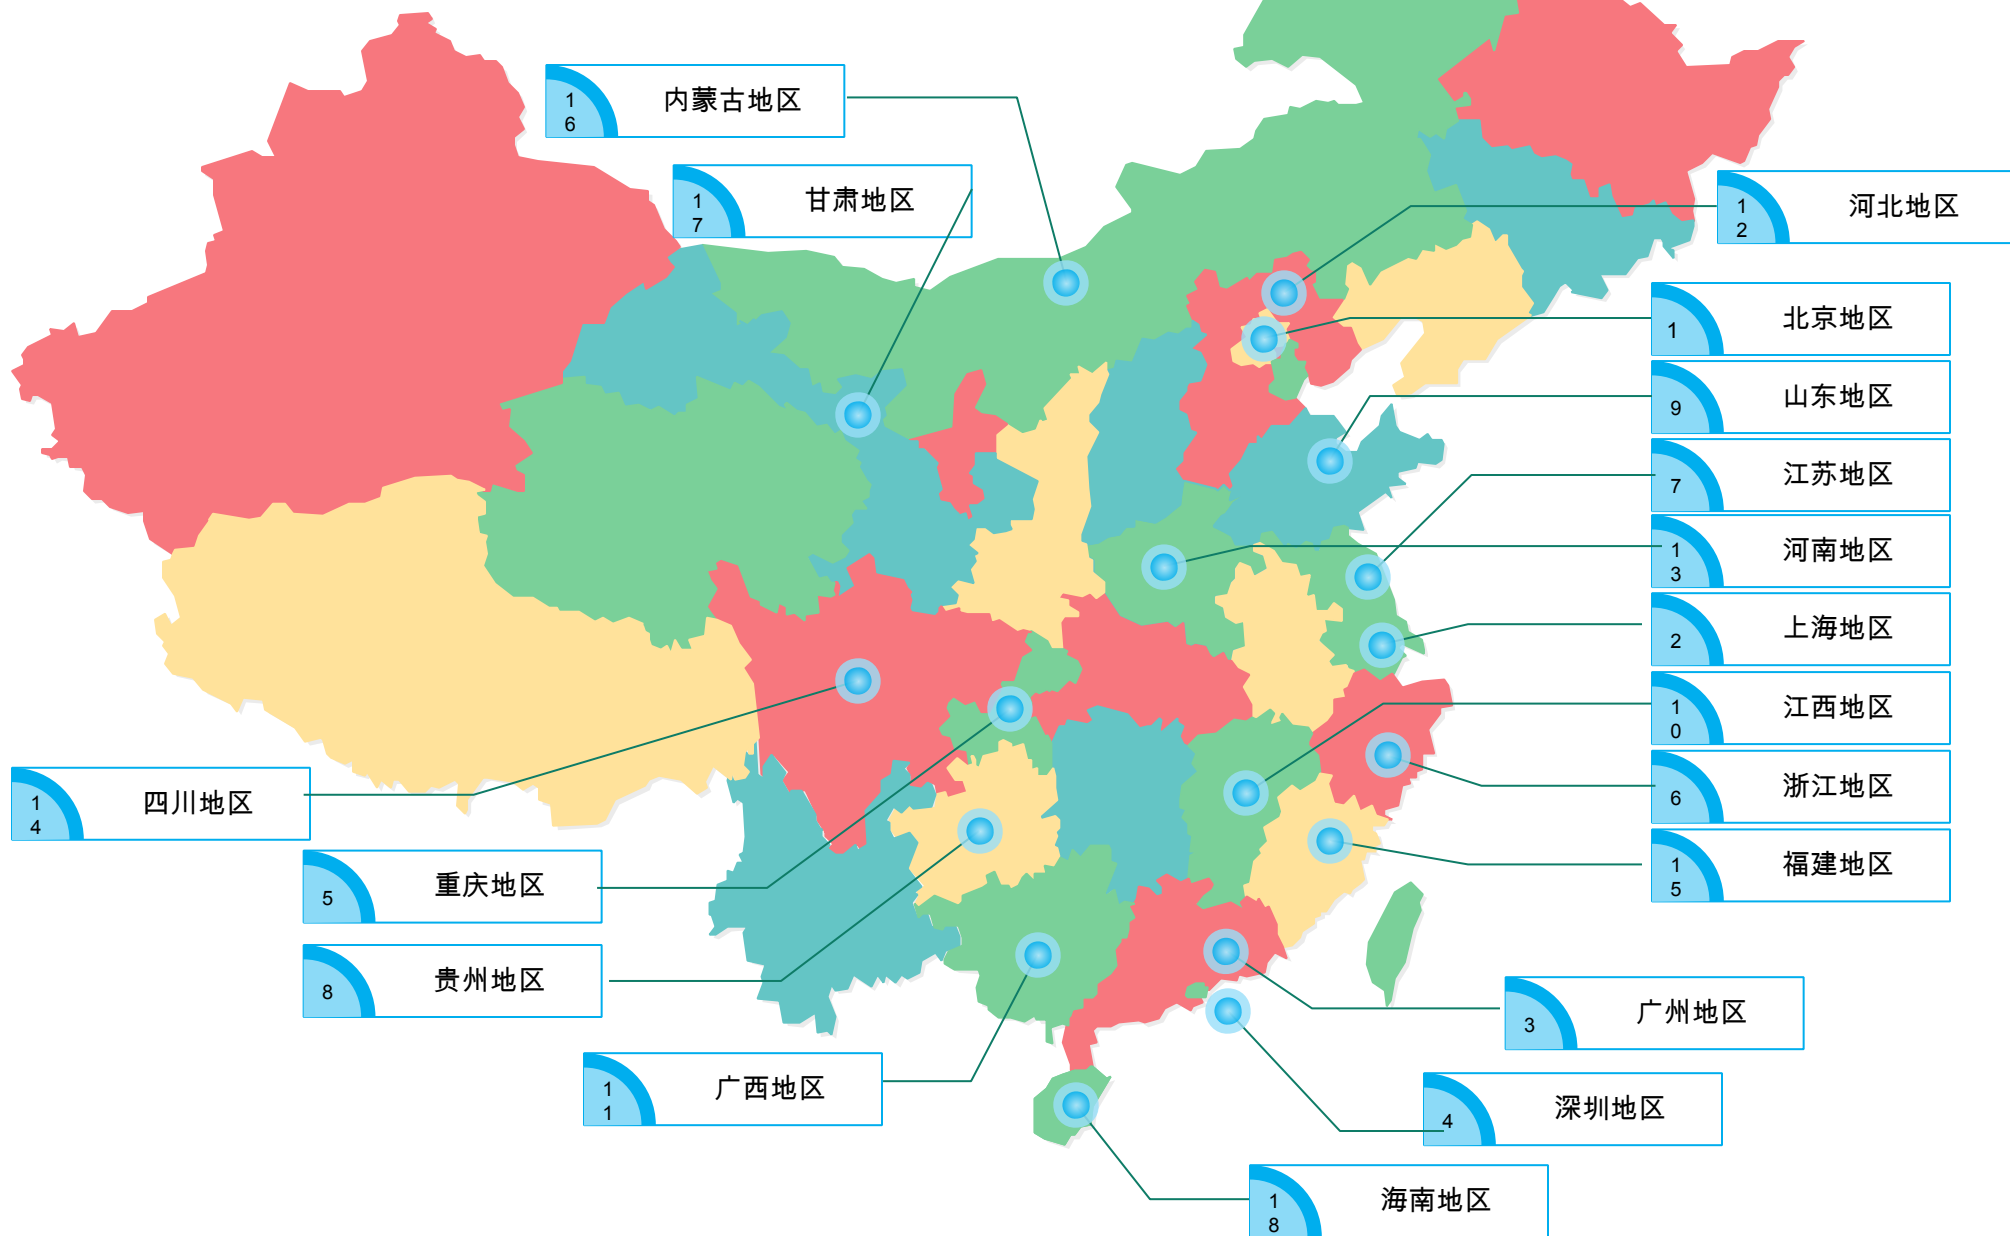 16
内蒙古地区
17
甘肃地区
12
河北地区
1
北京地区
9
山东地区
7
江苏地区
13
河南地区
2
上海地区
10
江西地区
6
浙江地区
14
四川地区
15
福建地区
5
重庆地区
8
贵州地区
3
广州地区
11
广西地区
4
深圳地区
18
海南地区